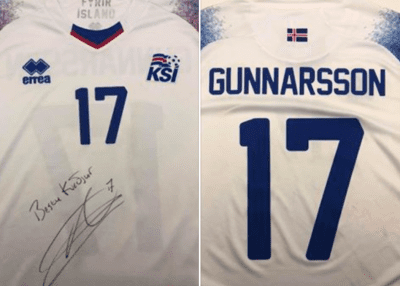 FYRIR
ÍSLAND
errea
KSÍ
17
GUNNARSSON
17